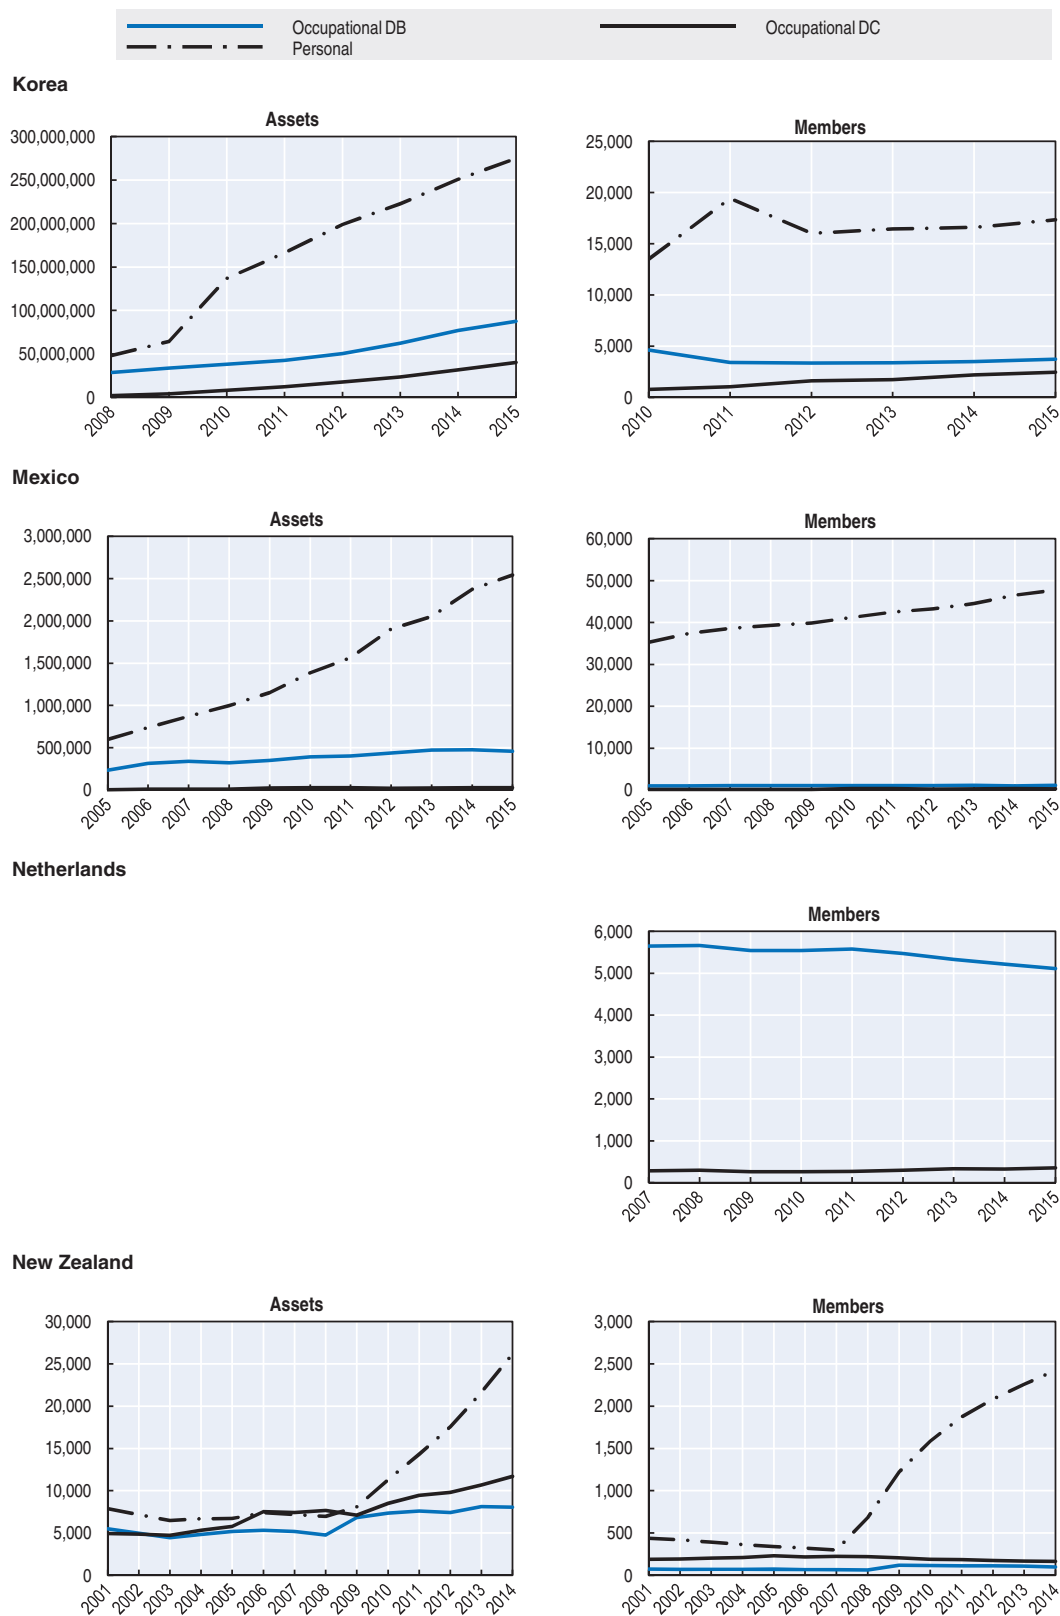 Occupational DB
Occupational DC
Personal
Korea
Assets
300,000,000
250,000,000
200,000,000
150,000,000
100,000,000
50,000,000
0
2008 2009 2010 2011 2012 2013 2014 2015
Members
25,000
20,000
15,000
10,000
5,000
0
2010 2011 2012 2013 2014 2015
Mexico
Assets
3,000,000
2,500,000
2,000,000
1,500,000
1,000,000
500,000
0
2005 2006 2007 2008 2009 2010 2011 2012 2013 2014 2015
Members
60,000
50,000
40,000
30,000
20,000
10,000
0
2005 2006 2007 2008 2009 2010 2011 2012 2013 2014 2015
Netherlands
Members
6,000
5,000
4,000
3,000
2,000
1,000
0
2007 2008 2009 2010 2011 2012 2013 2014 2015
New Zealand
Assets
30,000
25,000
20,000
15,000
10,000
5,000
0
2001 2002 2003 2004 2005 2006 2007 2008 2009 2010 2011 2012 2013 2014
Members
3,000
2,500
2,000
1,500
1,000
500
0
2001 2002 2003 2004 2005 2006 2007 2008 2009 2010 2011 2012 2013 2014